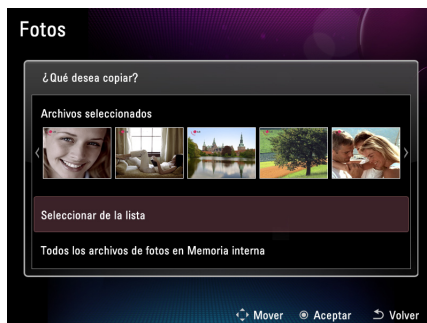 Fotos
¿Qué desea copiar?
Archivos seleccionados
Seleccionar de la lista
Todos los archivos de fotos en Memoria interna
Mover Aceptar Volver